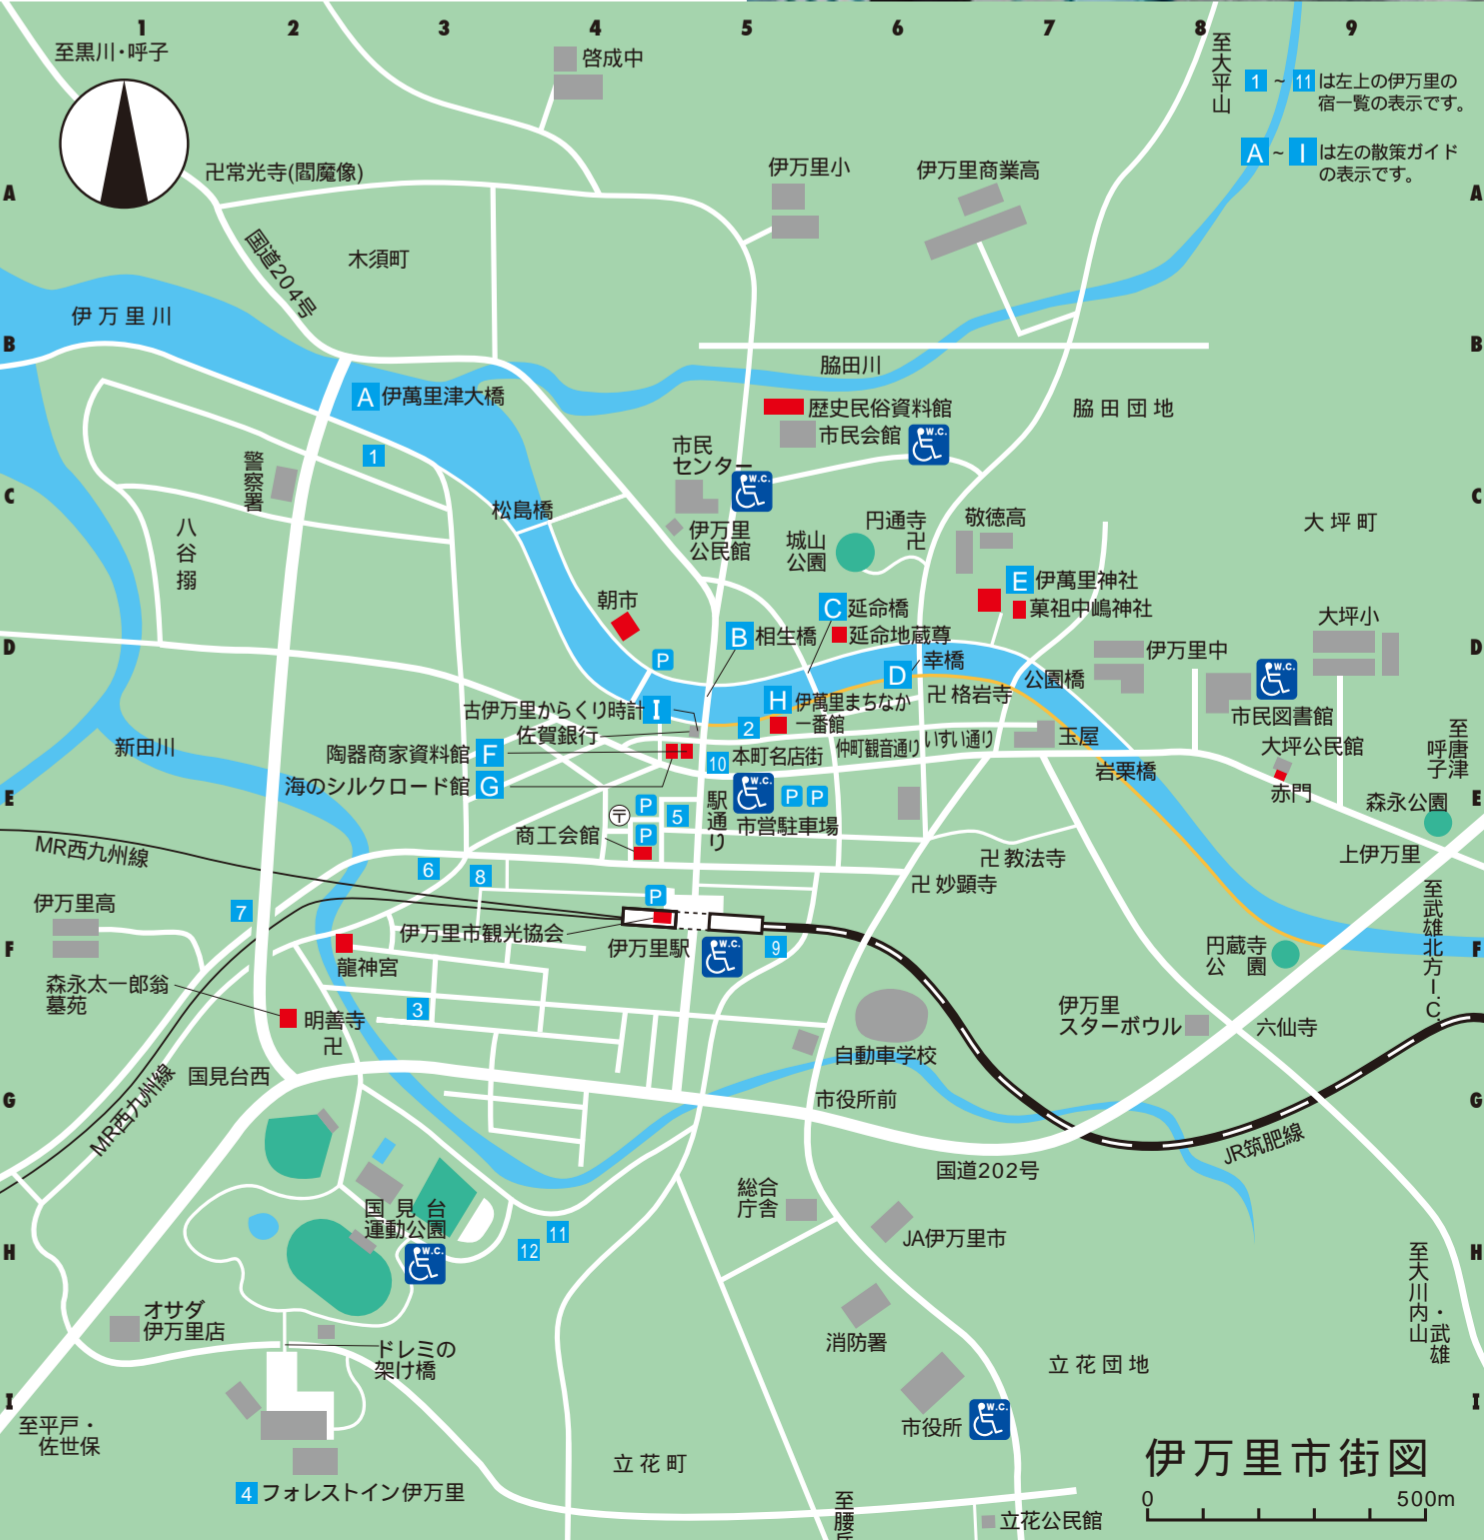 1 2 3 4 5 6 7 8 9
至黒川・呼子
啓成中
至大平山
1 ~ 11 は左上の伊万里の
宿一覧の表示です。
A ~ I は左の散策ガイド
の表示です。
A
A
卍常光寺(閻魔像)
伊万里小
伊万里商業高
国道204号
木須町
伊万里川
B
B
脇田川
A 伊萬里津大橋
歴史民俗資料館
市民会館
W.C.
脇田団地
1
警察署
市民
センター
W.C.
C
C
松島橋
伊万里
公民館
城山
公園
円通寺
卍
敬徳高
大坪町
八谷搦
E 伊萬里神社
菓祖中嶋神社
朝市
C 延命橋
延命地蔵尊
B 相生橋
大坪小
D
D
P
D 幸橋
伊万里中
W.C.
公園橋
卍格岩寺
市民図書館
H 伊萬里まちなか
一番館
古伊万里からくり時計 I
2
佐賀銀行
新田川
陶器商家資料館 F
海のシルクロード館 G
10 本町名店街
仲町観音通り
いすい通り
玉屋
岩栗橋
大坪公民館
至唐津
呼子
E
E
赤門
森永公園
W.C.
P P
市営駐車場
駅通り
〒
P
5
P
商工会館
上伊万里
MR西九州線
卍教法寺
卍妙顕寺
6
8
至武雄北方I.C.
伊万里高
7
P
伊万里市観光協会
伊万里駅
W.C.
9
F
F
円蔵寺
公園
龍神宮
森永太一郎翁
墓苑
3
明善寺
卍
伊万里
スターボウル
六仙寺
自動車学校
国見台西
MR西九州線
G
G
市役所前
JR筑肥線
国道202号
総合
庁舎
JA伊万里市
国見台
運動公園
W.C.
11
12
H
H
至大川内山
・武雄
オサダ
伊万里店
ドレミの
架け橋
消防署
立花団地
I
I
至平戸・
佐世保
市役所
W.C.
立花町
4 フォレストイン伊万里
立花公民館
伊万里市街図
0 500m